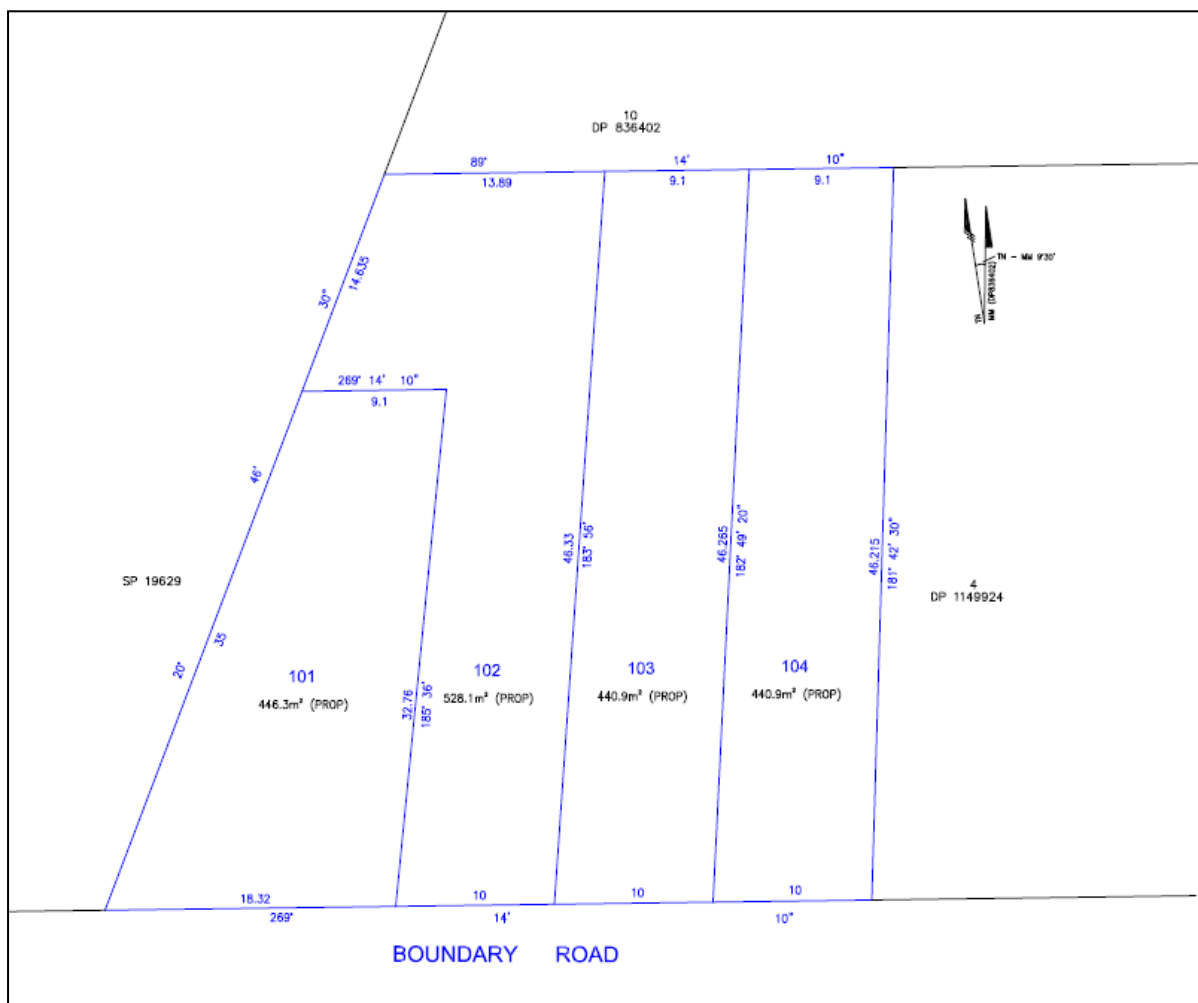 10
DP 836402
89° 14' 10"
13.89 9.1 9.1
TN - MM 9°30'
TN
MM (DP836402)
20° 46' 30"
14.635
35
269° 14' 10"
9.1
46.33
183° 56'
46.265
182° 49' 20"
46.215
181° 42' 30"
SP 19629
4
DP 1149924
101
446.3m² (PROP)
32.76
185° 36'
102
528.1m² (PROP)
103
440.9m² (PROP)
104
440.9m² (PROP)
18.32 10 10 10
269° 14' 10"
BOUNDARY ROAD